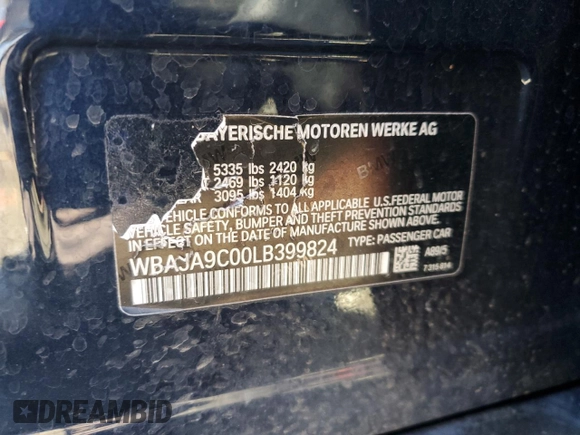 BAYERISCHE MOTOREN WERKE AG
5335 lbs 2420 kg
2469 lbs 1120 kg
3095 lbs 1404 kg
VEHICLE CONFORMS TO ALL APPLICABLE U.S. FEDERAL MOTOR
VEHICLE SAFETY, BUMPER AND THEFT PREVENTION STANDARDS
IN EFFECT ON THE DATE OF MANUFACTURE SHOWN ABOVE.
WBAJA9C00LB399824 TYPE: PASSENGER CAR
DREAMBID